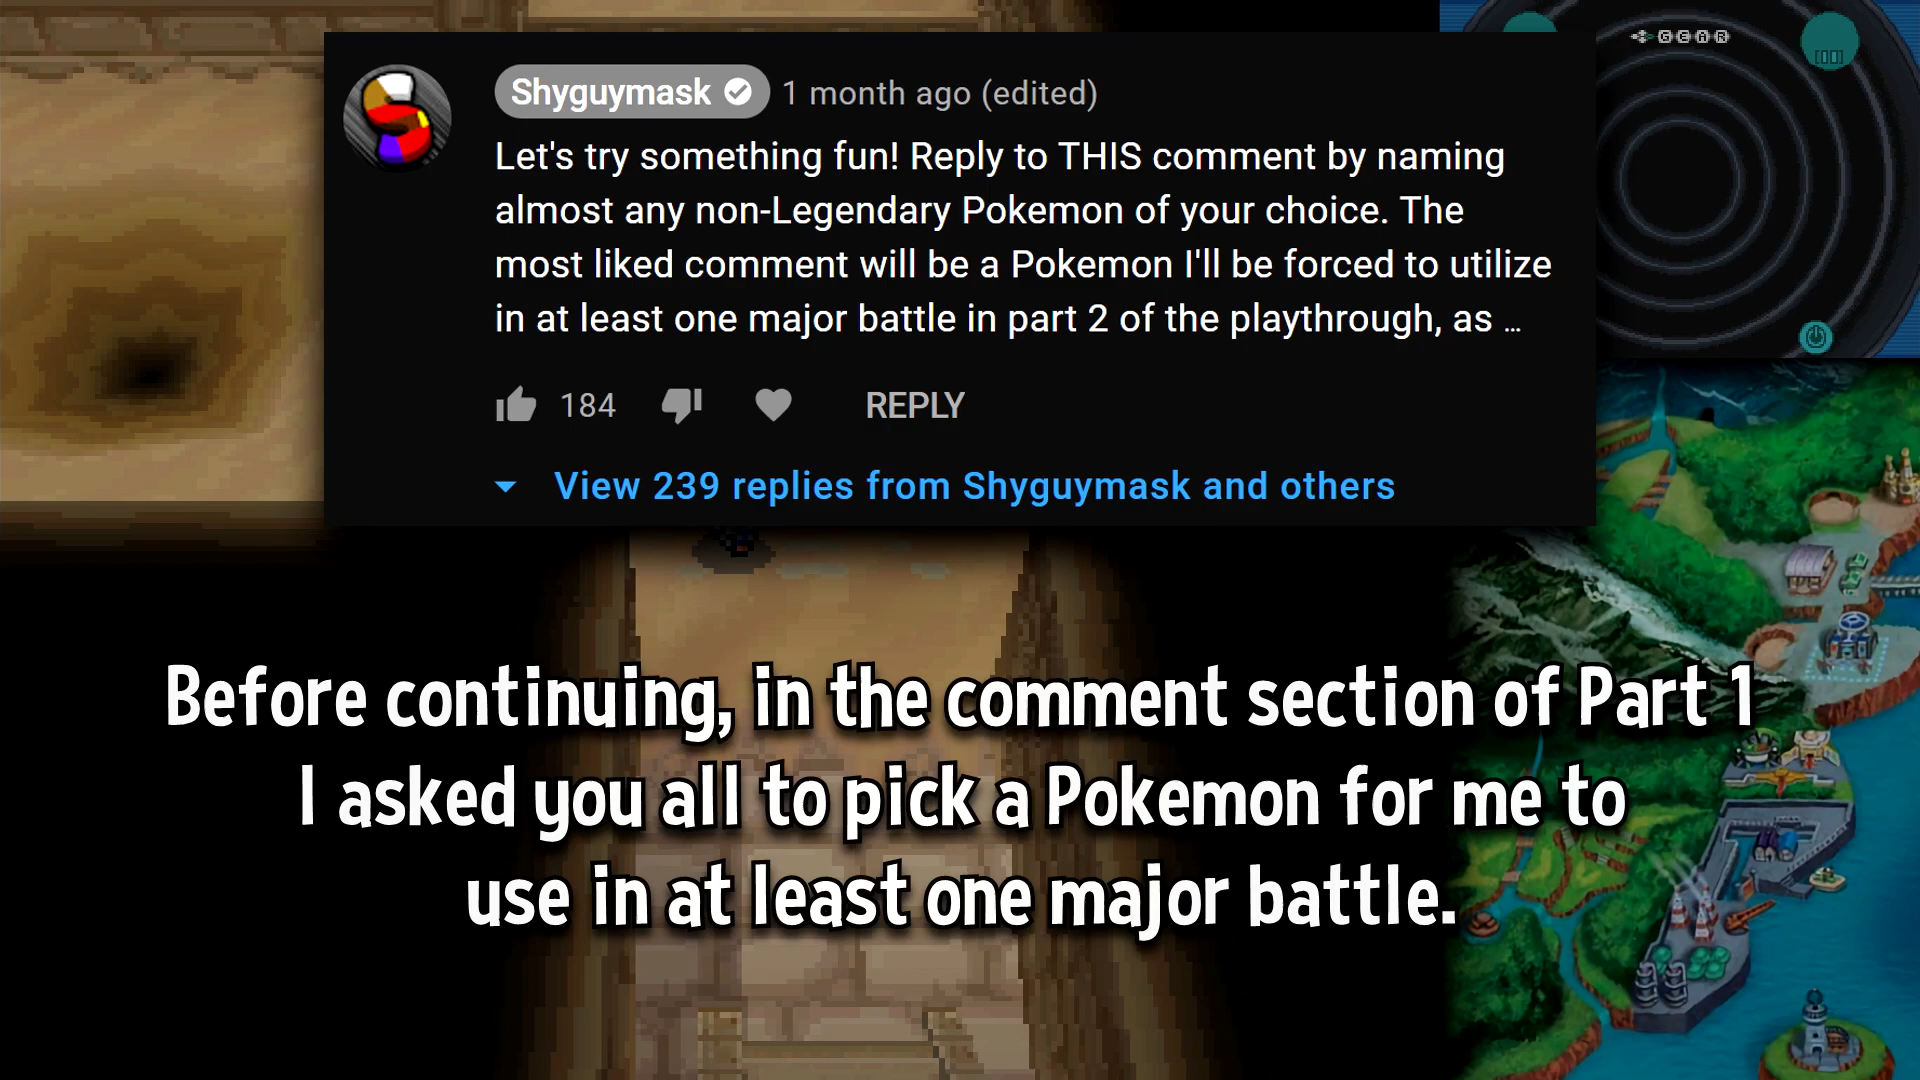 GEAR
Shyguymask 1 month ago (edited)
Let's try something fun! Reply to THIS comment by naming
almost any non-Legendary Pokemon of your choice. The
most liked comment will be a Pokemon I'll be forced to utilize
in at least one major battle in part 2 of the playthrough, as ...
184 REPLY
View 239 replies from Shyguymask and others
Before continuing, in the comment section of Part 1
I asked you all to pick a Pokemon for me to
use in at least one major battle.